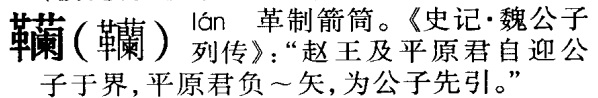 𫖇(韊) lán 革制箭筒。《史记·魏公子
列传》:“赵王及平原君自迎公
子于界,平原君负～矢,为公子先引。”